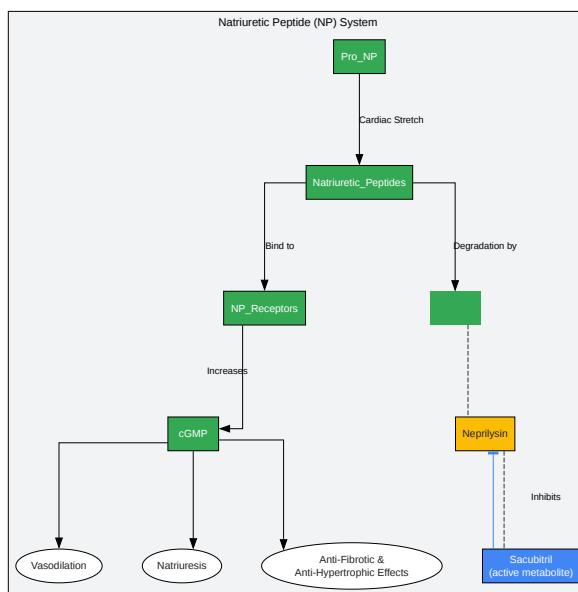 Natriuretic Peptide (NP) System
Pro_NP
Cardiac Stretch
Natriuretic_Peptides
Bind to
Degradation by
NP_Receptors
Increases
cGMP
Neprilysin
Inhibits
Vasodilation
Natriuresis
Anti-Fibrotic &
Anti-Hypertrophic Effects
Sacubitril
(active metabolite)